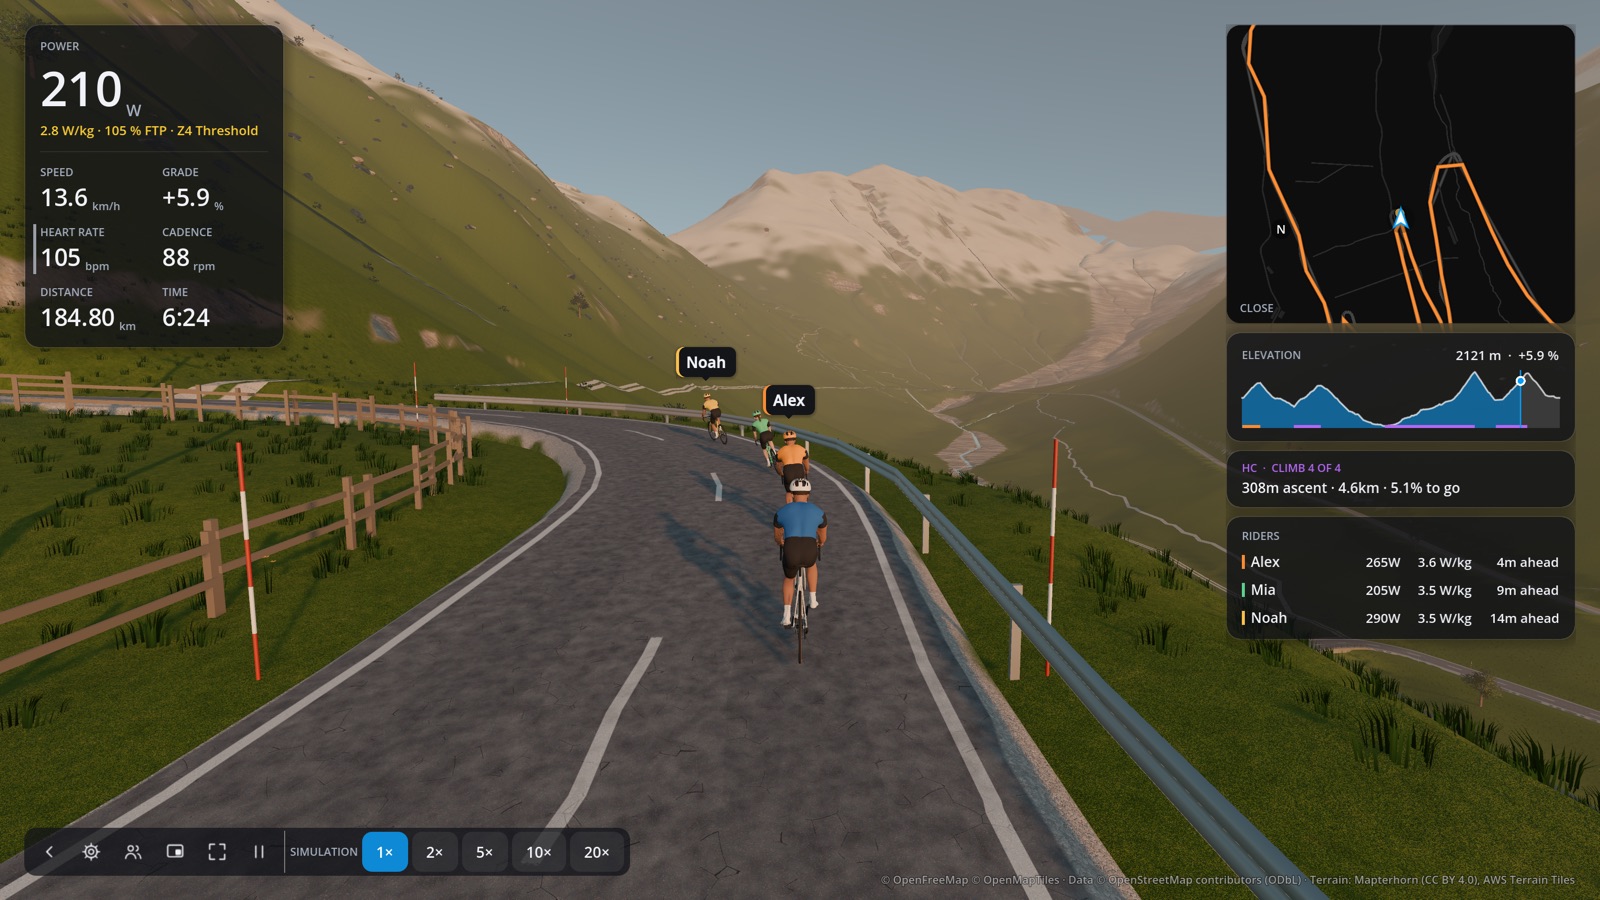 POWER
210 W
2.8 W/kg · 105 % FTP · Z4 Threshold
SPEED GRADE
13.6 km/h +5.9 %
HEART RATE CADENCE
105 bpm 88 rpm
DISTANCE TIME
184.80 km 6:24
Noah
Alex
N
CLOSE
ELEVATION 2121 m · +5.9 %
HC · CLIMB 4 OF 4
308m ascent · 4.6km · 5.1% to go
RIDERS
Alex 265W 3.6 W/kg 4m ahead
Mia 205W 3.5 W/kg 9m ahead
Noah 290W 3.5 W/kg 14m ahead
SIMULATION 1× 2× 5× 10× 20×
© OpenFreeMap © OpenMapTiles · Data © OpenStreetMap contributors (ODbL) · Terrain: Mapterhorn (CC BY 4.0), AWS Terrain Tiles